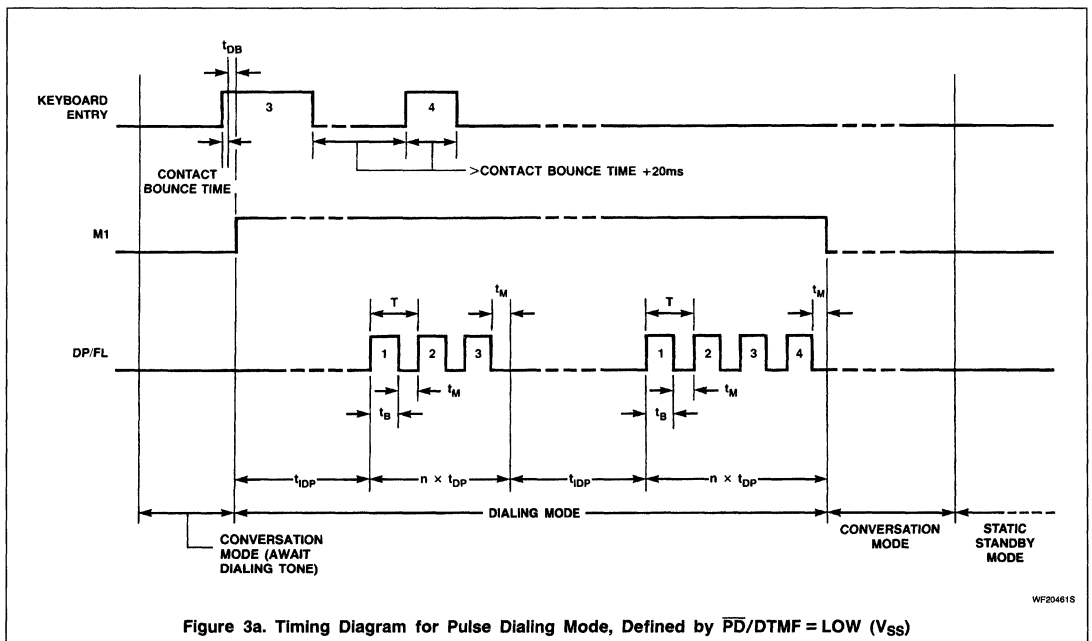 tDB
KEYBOARD
ENTRY
3
4
CONTACT
BOUNCE TIME
>CONTACT BOUNCE TIME +20ms
M1
T
tM
T
tM
DP/FL
1
2
3
1
2
3
4
tM
tM
tB
tB
tIDP
n × tDP
tIDP
n × tDP
DIALING MODE
CONVERSATION
MODE (AWAIT
DIALING TONE)
CONVERSATION
MODE
STATIC
STANDBY
MODE
WF20461S
Figure 3a. Timing Diagram for Pulse Dialing Mode, Defined by P̅D̅/DTMF = LOW (VSS)